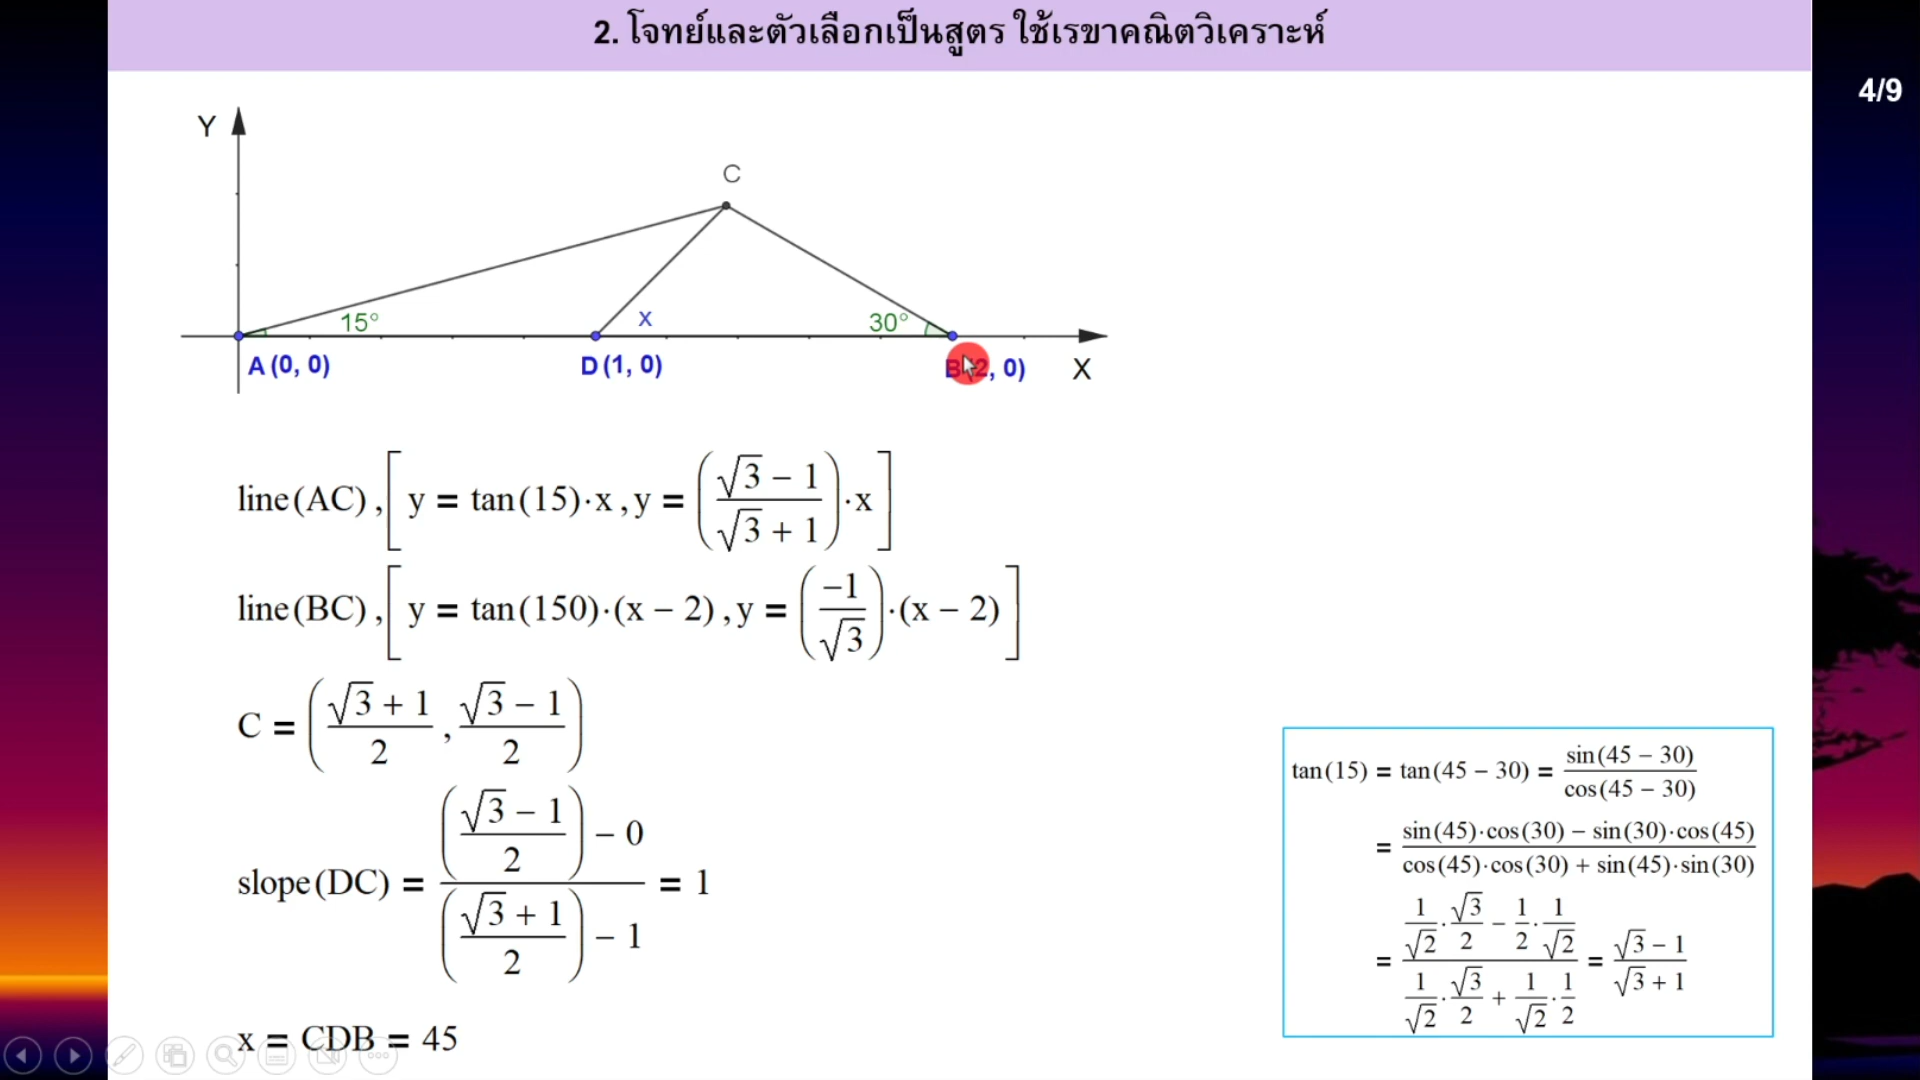 2. โจทย์และตัวเลือกเป็นสูตร ใช้เรขาคณิตวิเคราะห์
4/9
Y
C
15°
x
30°
A (0, 0)
D (1, 0)
B(2, 0)
X
line(AC),[ y = tan(15)·x , y = ((√3 − 1)/(√3 + 1))·x ]
line(BC),[ y = tan(150)·(x − 2) , y = (−1/√3)·(x − 2) ]
C = ((√3 + 1)/2 , (√3 − 1)/2)
slope(DC) = (((√3 − 1)/2) − 0)/(((√3 + 1)/2) − 1) = 1
x = CDB = 45
tan(15) = tan(45 − 30) = sin(45 − 30)/cos(45 − 30)
= (sin(45)·cos(30) − sin(30)·cos(45))/(cos(45)·cos(30) + sin(45)·sin(30))
= (1/√2·√3/2 − 1/2·1/√2)/(1/√2·√3/2 + 1/√2·1/2) = (√3 − 1)/(√3 + 1)